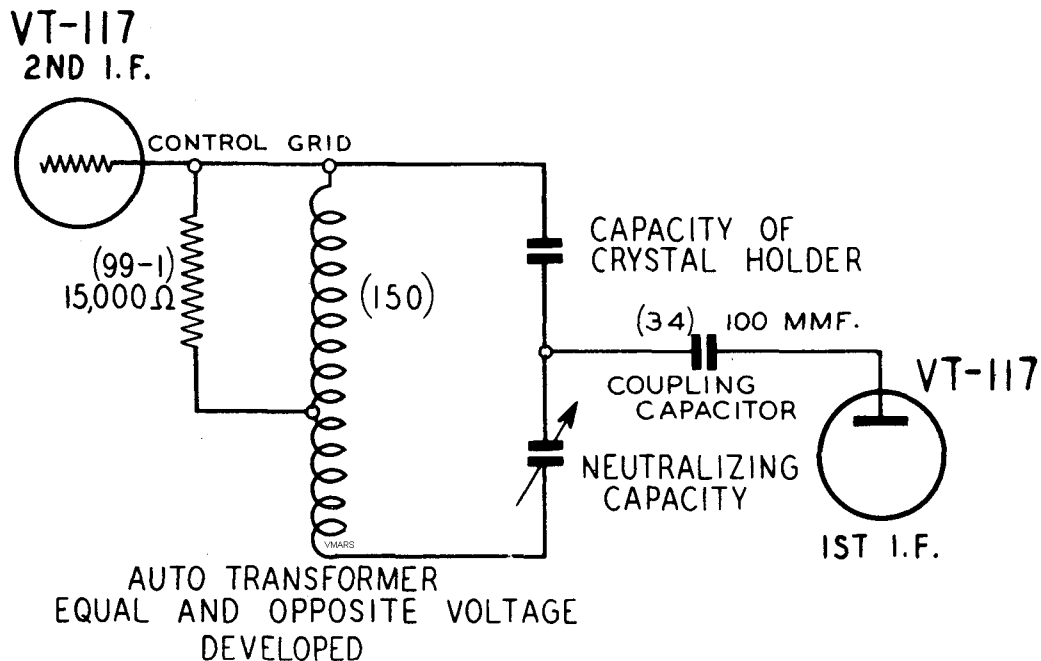 VT-117
2ND I.F.
CONTROL GRID
(99-1)
15,000Ω
(150)
CAPACITY OF
CRYSTAL HOLDER
(34) 100 MMF.
COUPLING
CAPACITOR
VT-117
NEUTRALIZING
CAPACITY
1ST I.F.
VMARS
AUTO TRANSFORMER
EQUAL AND OPPOSITE VOLTAGE
DEVELOPED